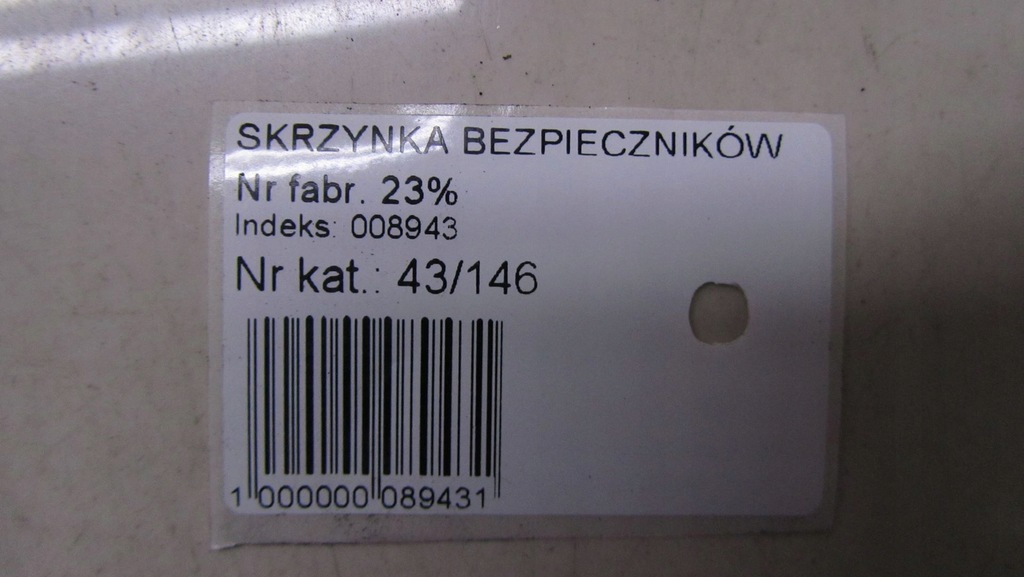 SKRZYNKA BEZPIECZNIKÓW
Nr fabr. 23%
Indeks: 008943
Nr kat.: 43/146
1 000000 089431